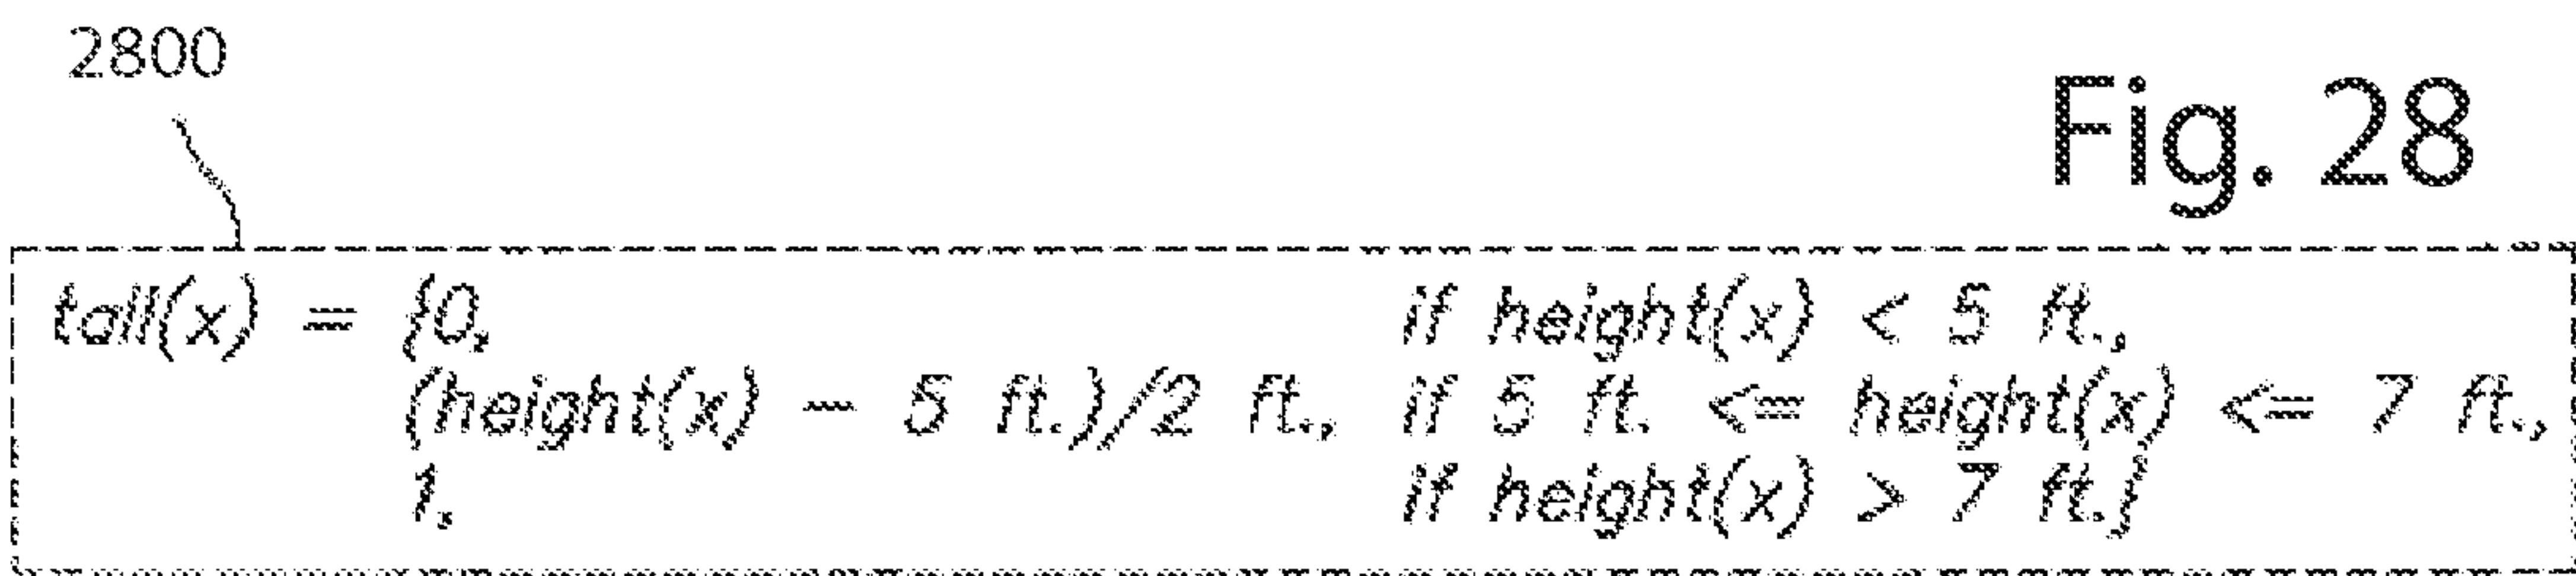 2800
Fig. 28
tall(x) = {0, if height(x) < 5 ft.,
(height(x) – 5 ft.)/2 ft., if 5 ft. <= height(x) <= 7 ft.,
1, if height(x) > 7 ft.}